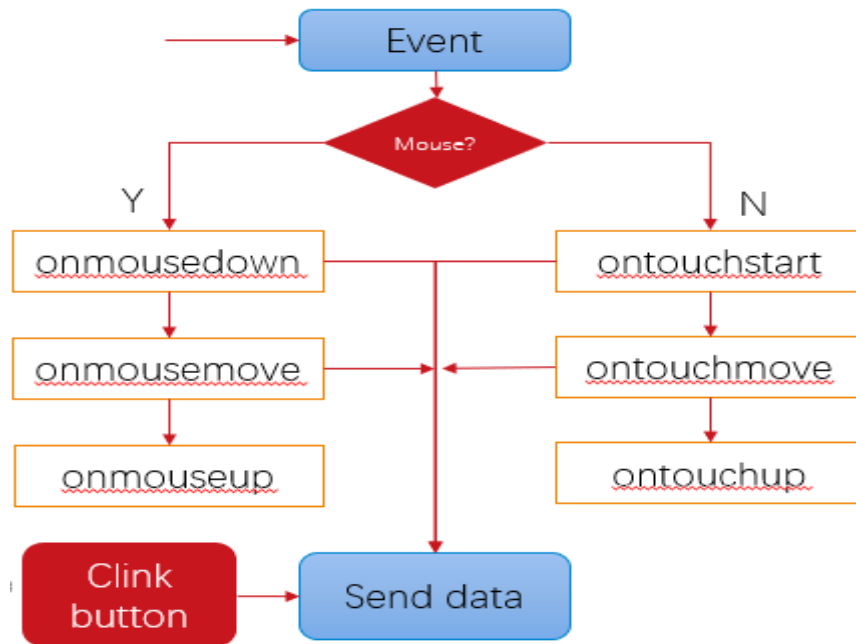 Event
Mouse?
Y
N
onmousedown
ontouchstart
onmousemove
ontouchmove
onmouseup
ontouchup
Clink
button
Send data